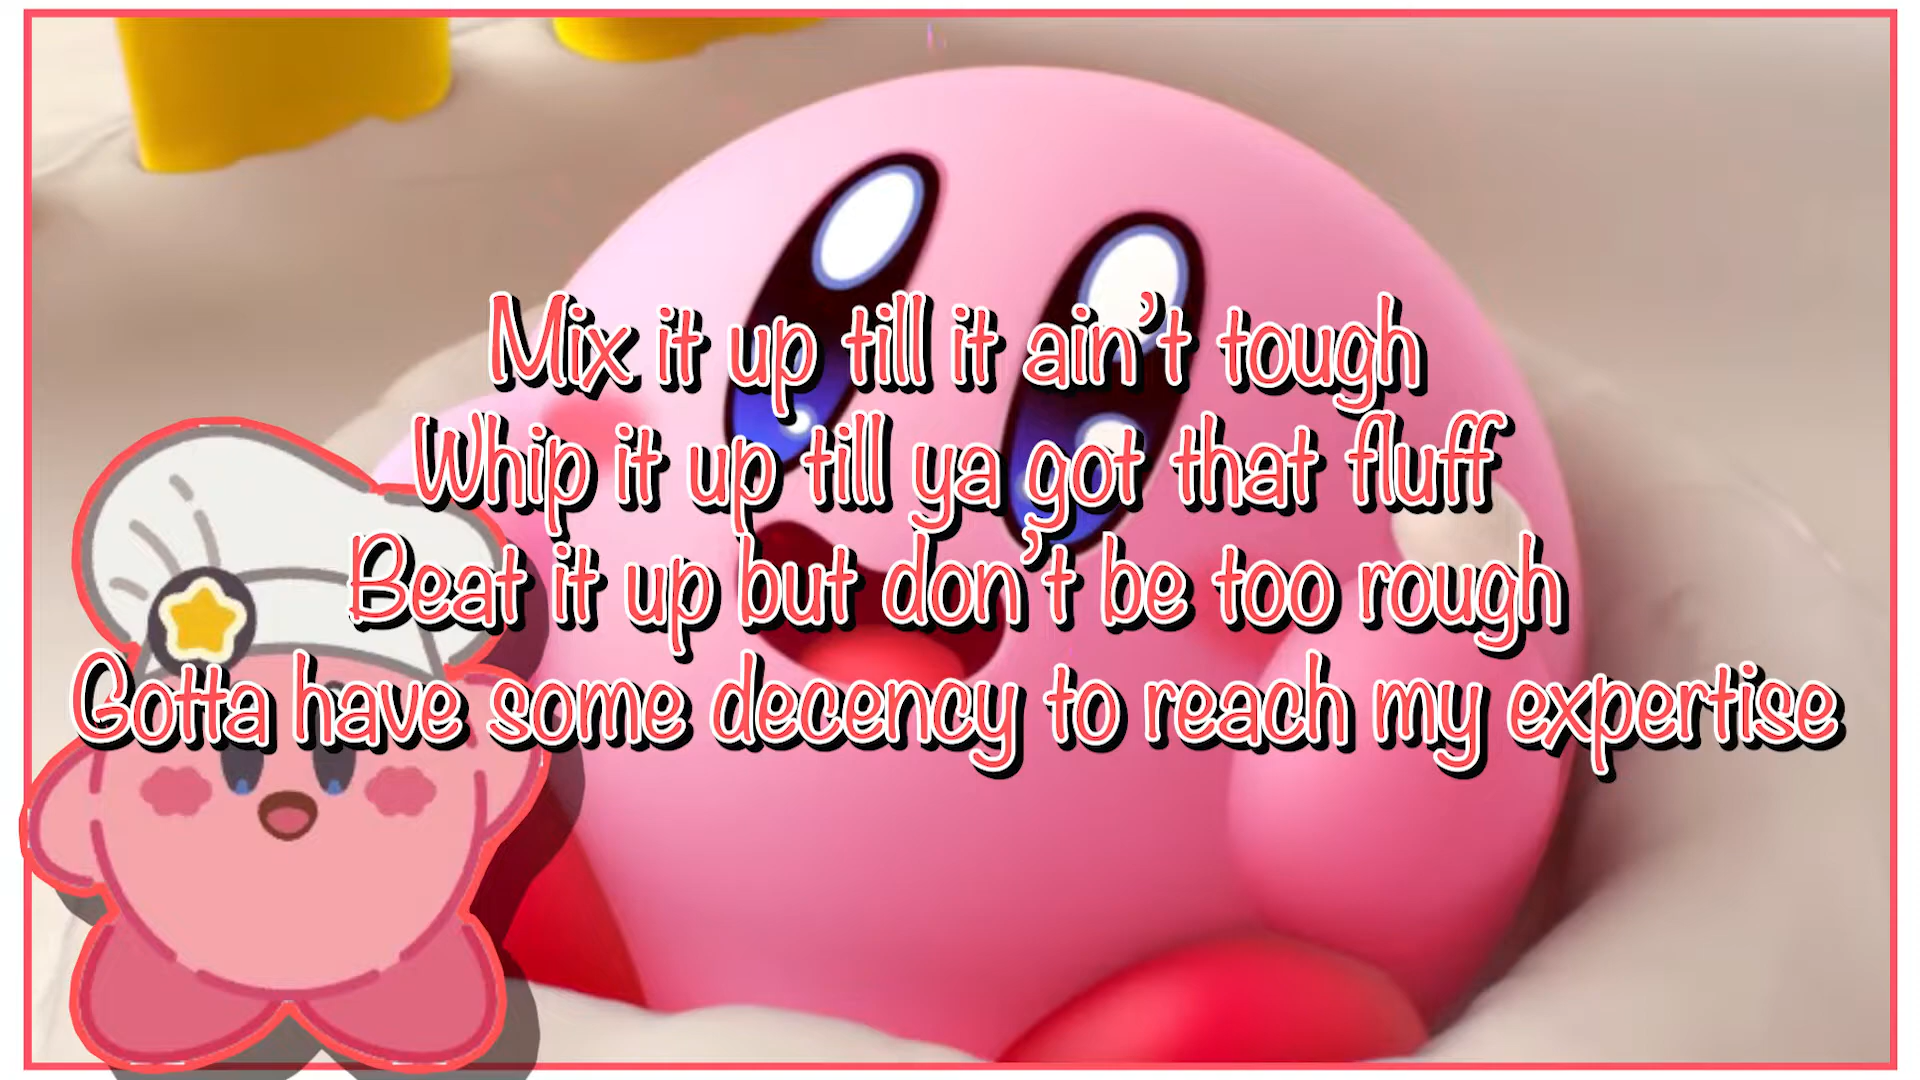 Mix it up till it ain't tough
Whip it up till ya got that fluff
Beat it up but don't be too rough
Gotta have some decency to reach my expertise